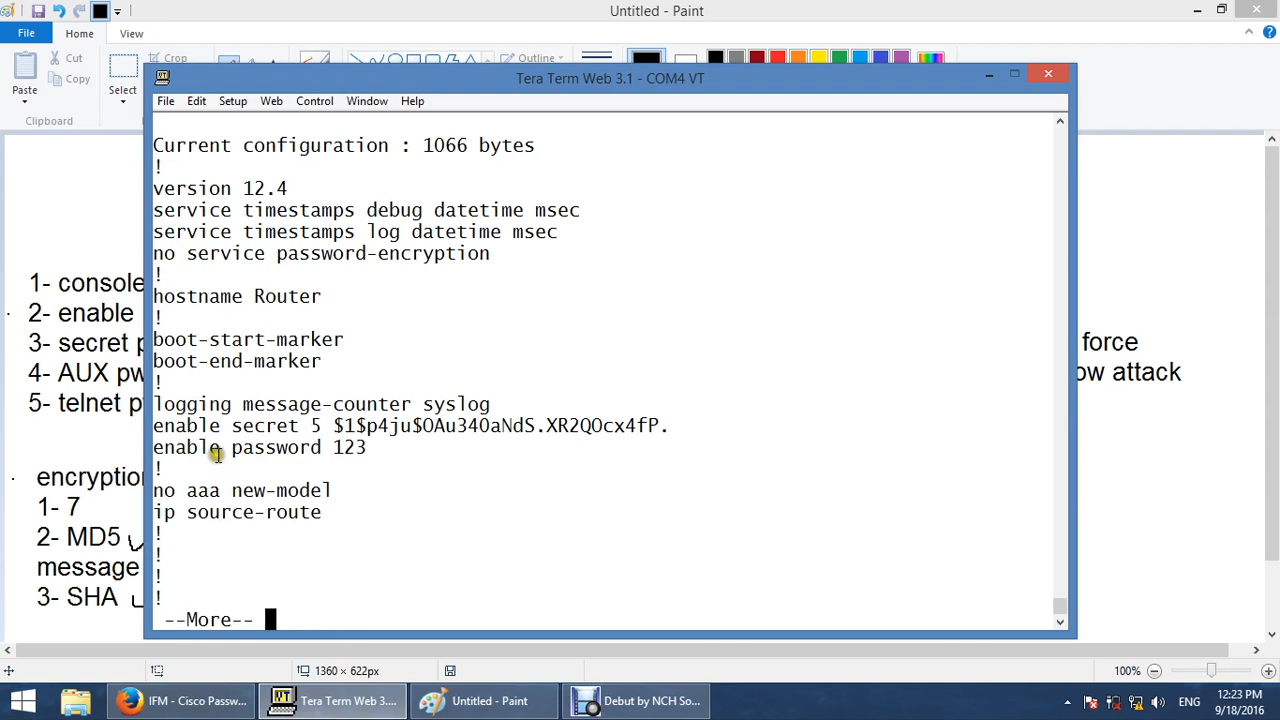 Untitled - Paint
File Home View
Paste
Cut
Copy
Clipboard
Select
Crop
Outline
Tera Term Web 3.1 - COM4 VT
File Edit Setup Web Control Window Help
Current configuration : 1066 bytes
!
version 12.4
service timestamps debug datetime msec
service timestamps log datetime msec
no service password-encryption
!
hostname Router
!
boot-start-marker
boot-end-marker
!
logging message-counter syslog
enable secret 5 $1$p4ju$OAu340aNdS.XR2QOcx4fP.
enable password 123
!
no aaa new-model
ip source-route
!
!
!
!
--More--
1- console
2- enable
3- secret p
4- AUX pw
5- telnet p
force
ow attack
encryption
1- 7
2- MD5
message
3- SHA
1360 × 622px
100%
IFM - Cisco Passw...
Tera Term Web 3....
Untitled - Paint
Debut by NCH So...
ENG
12:23 PM
9/18/2016